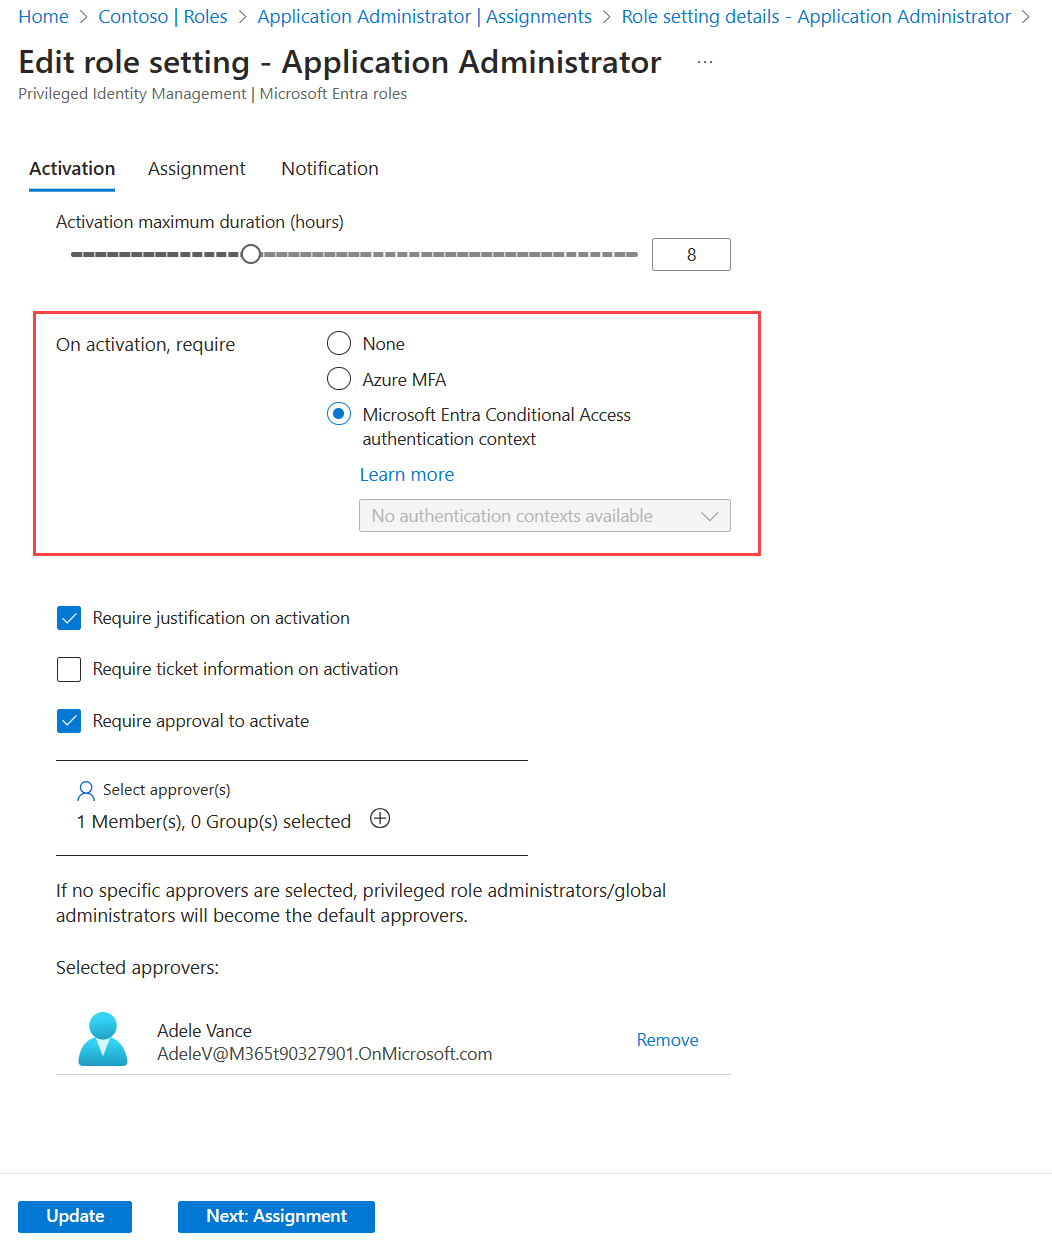 Home > Contoso | Roles > Application Administrator | Assignments > Role setting details - Application Administrator >
Edit role setting - Application Administrator ...
Privileged Identity Management | Microsoft Entra roles
Activation Assignment Notification
Activation maximum duration (hours)
8
On activation, require
None
Azure MFA
Microsoft Entra Conditional Access
authentication context
Learn more
No authentication contexts available
Require justification on activation
Require ticket information on activation
Require approval to activate
Select approver(s)
1 Member(s), 0 Group(s) selected
If no specific approvers are selected, privileged role administrators/global
administrators will become the default approvers.
Selected approvers:
Adele Vance
AdeleV@M365t90327901.OnMicrosoft.com
Remove
Update Next: Assignment